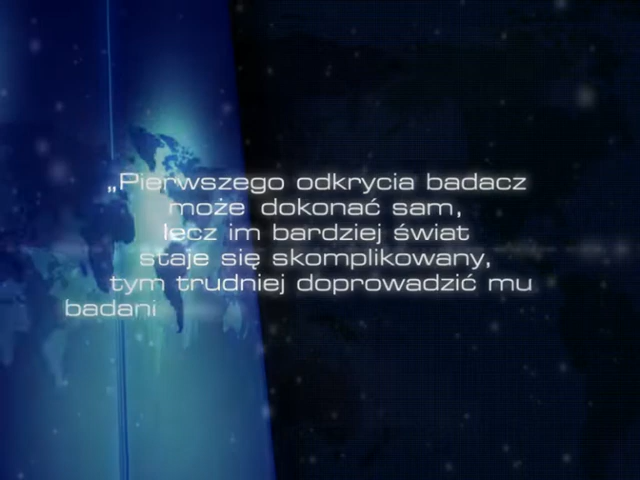 „Pierwszego odkrycia badacz
może dokonać sam,
lecz im bardziej świat
staje się skomplikowany,
tym trudniej doprowadzić mu
badani